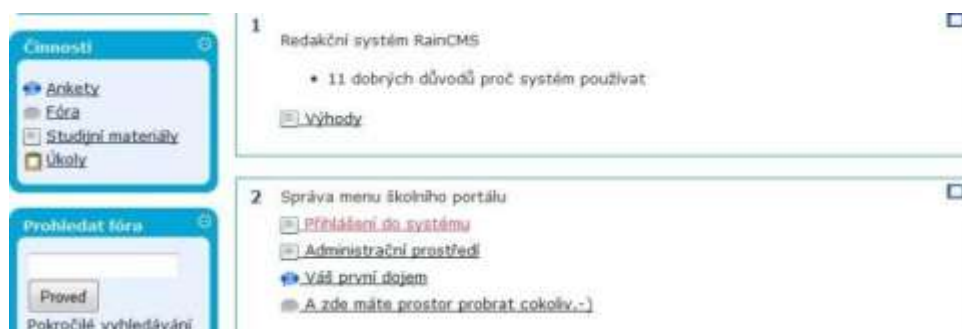 Činnosti
Ankety
Fóra
Studijní materiály
Úkoly
Prohledat fóra
Proveď
Pokročilé vyhledávání
1
Redakční systém RainCMS
• 11 dobrých důvodů proč systém používat
Výhody
2 Správa menu školního portálu
Přihlášení do systému
Administrační prostředí
Váš první dojem
A zde máte prostor probrat cokoliv.-)